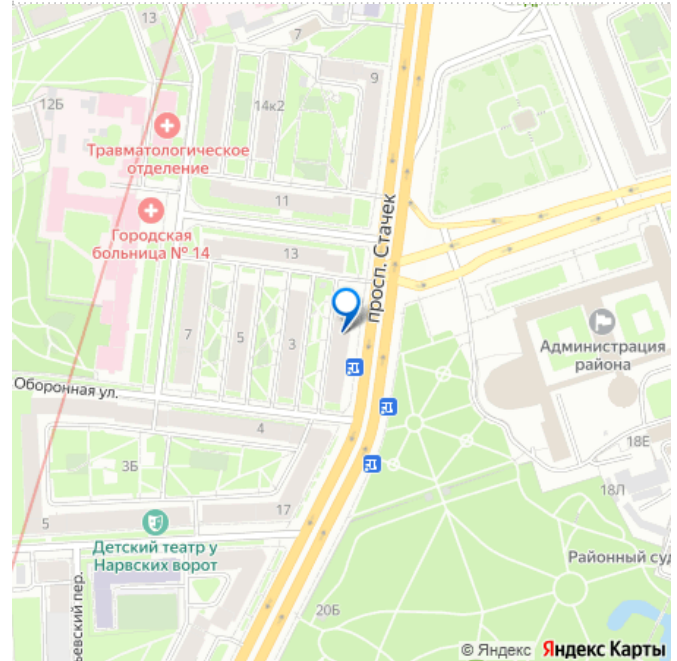 7
9
12Б
14к2
Травматологическое
отделение
11
просп. Стачек
Городская
больница № 14
13
7
5
3
Администрация
района
Оборонная ул.
4
18Е
3Б
18Л
17
5
Детский театр у
Нарвских ворот
Районный суд
ьевский пер.
20Б
© Яндекс Яндекс Карты